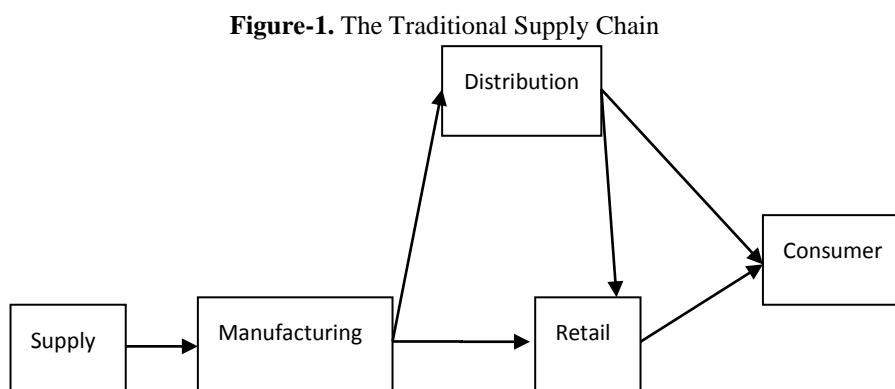 Figure-1. The Traditional Supply Chain
Distribution
Consumer
Supply
Manufacturing
Retail